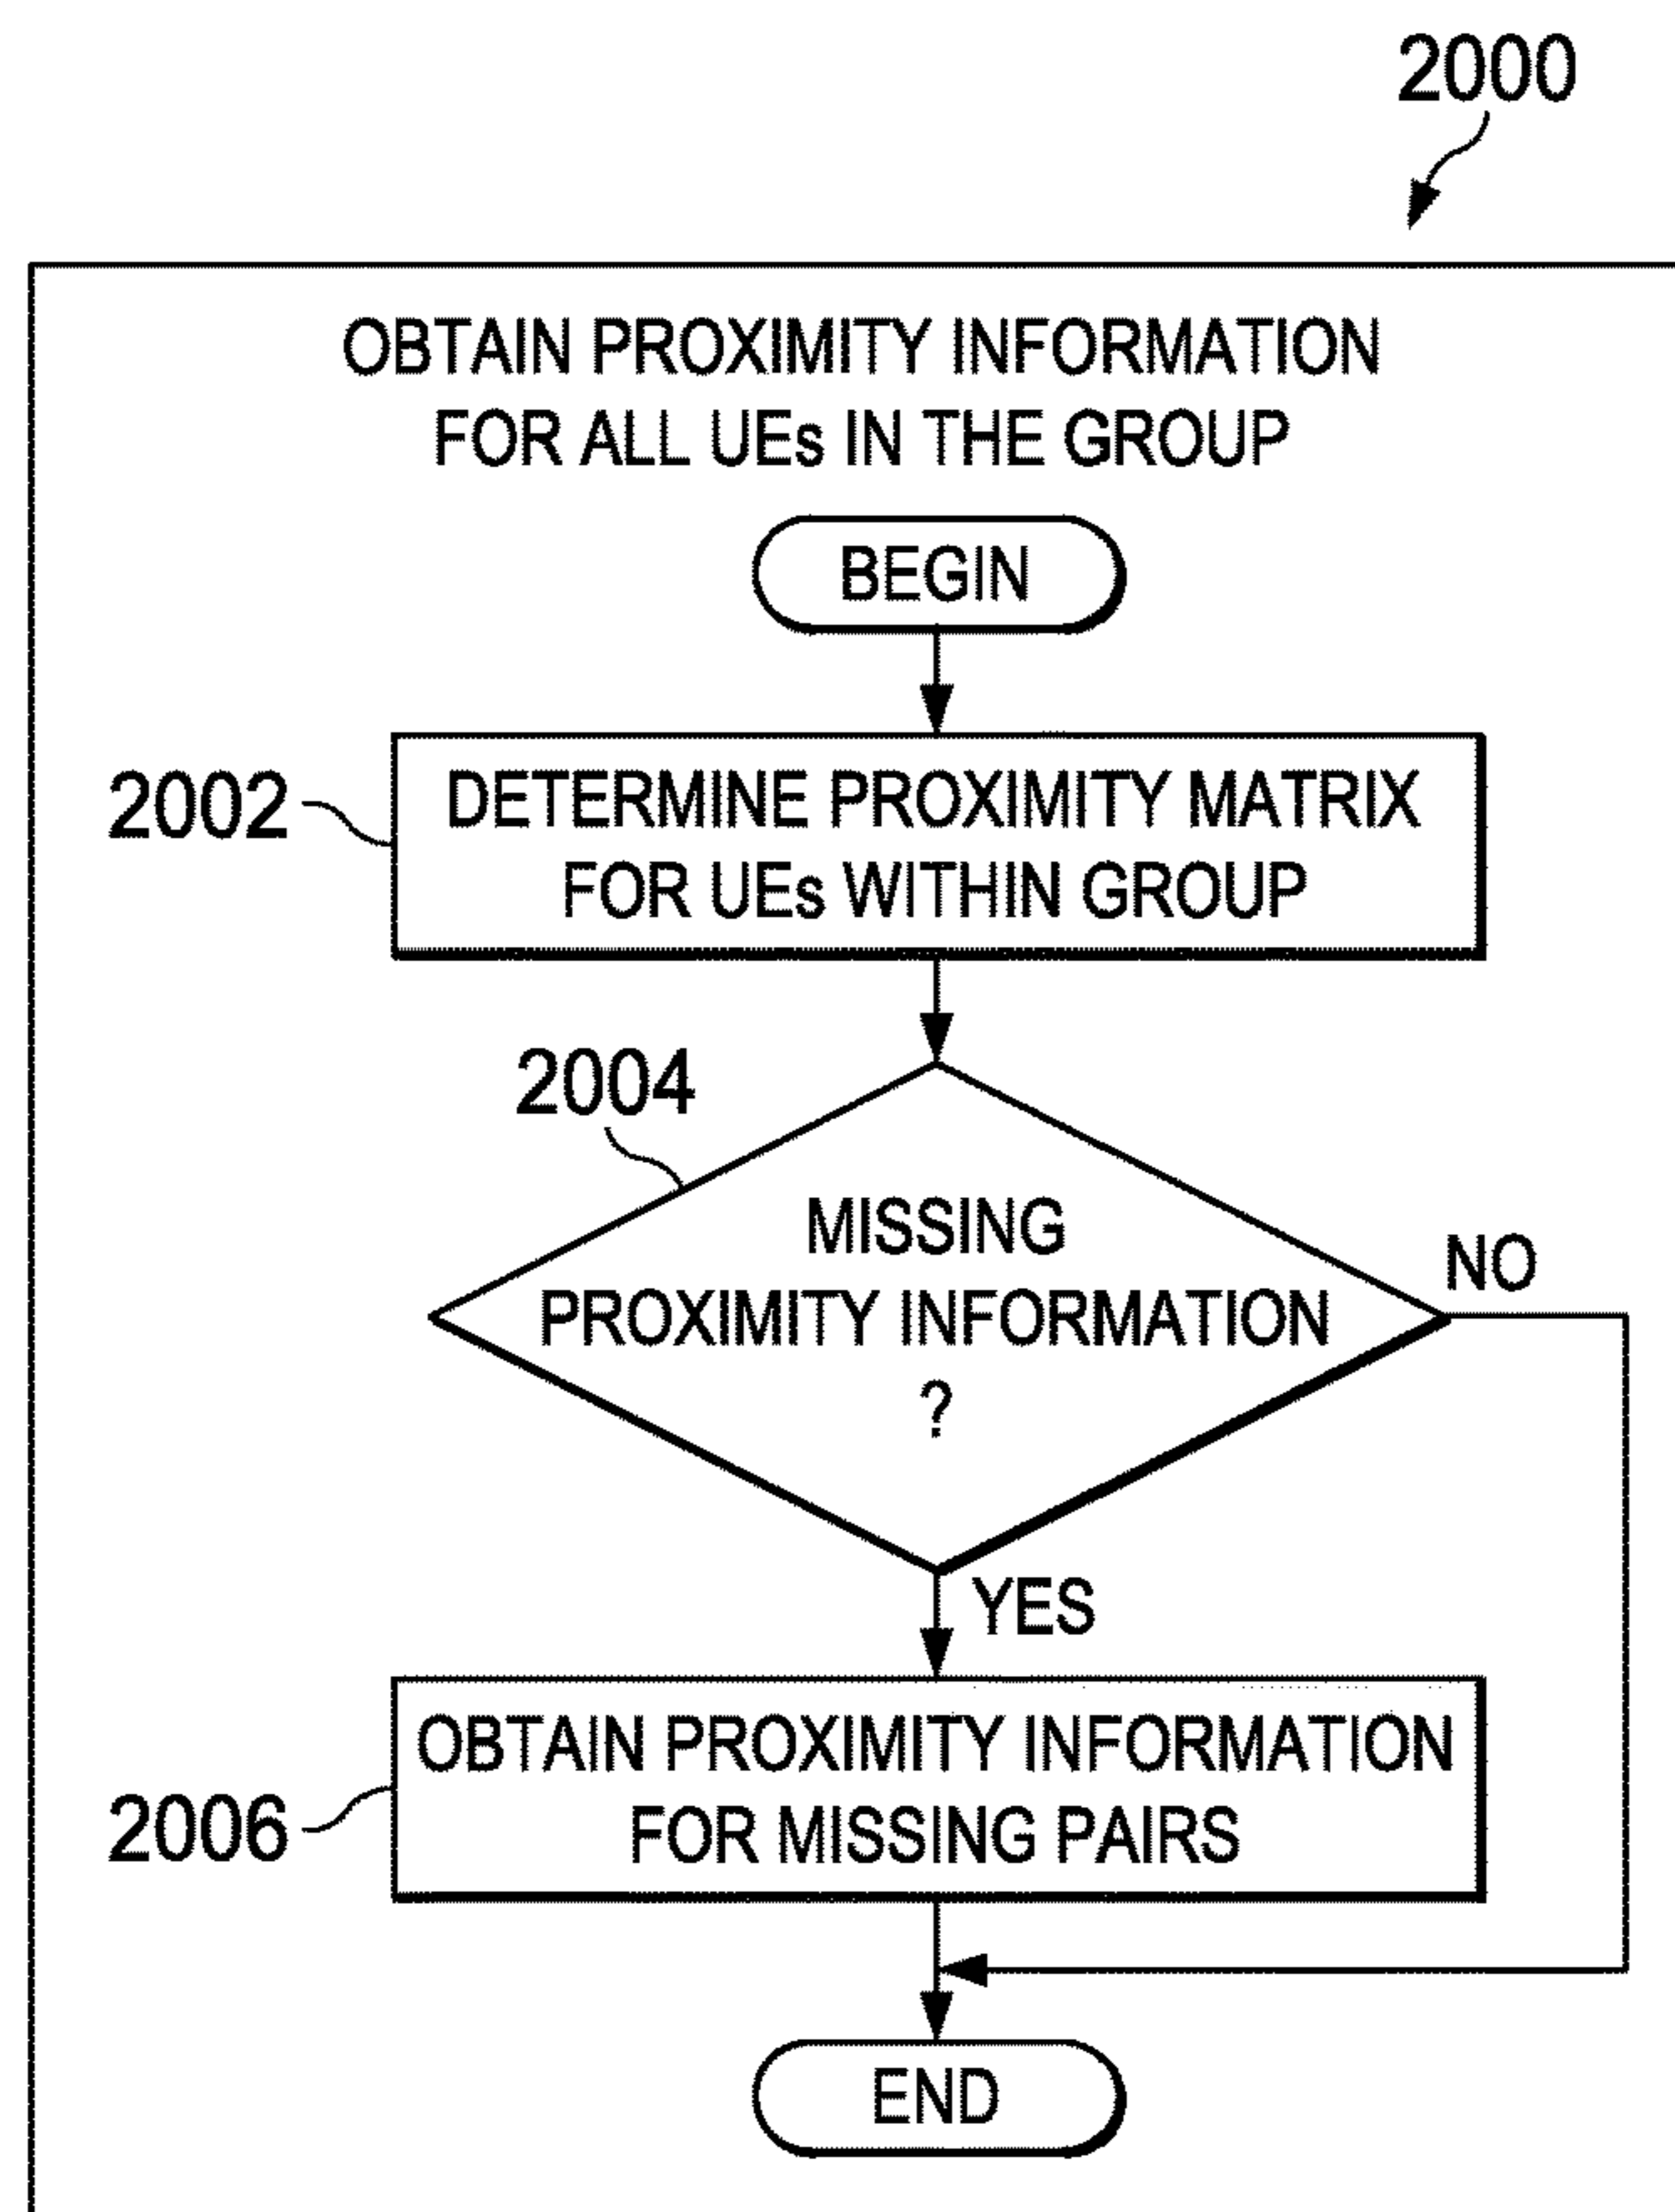 2000
OBTAIN PROXIMITY INFORMATION
FOR ALL UEs IN THE GROUP
BEGIN
2002
DETERMINE PROXIMITY MATRIX
FOR UEs WITHIN GROUP
2004
MISSING
PROXIMITY INFORMATION
?
NO
YES
2006
OBTAIN PROXIMITY INFORMATION
FOR MISSING PAIRS
END